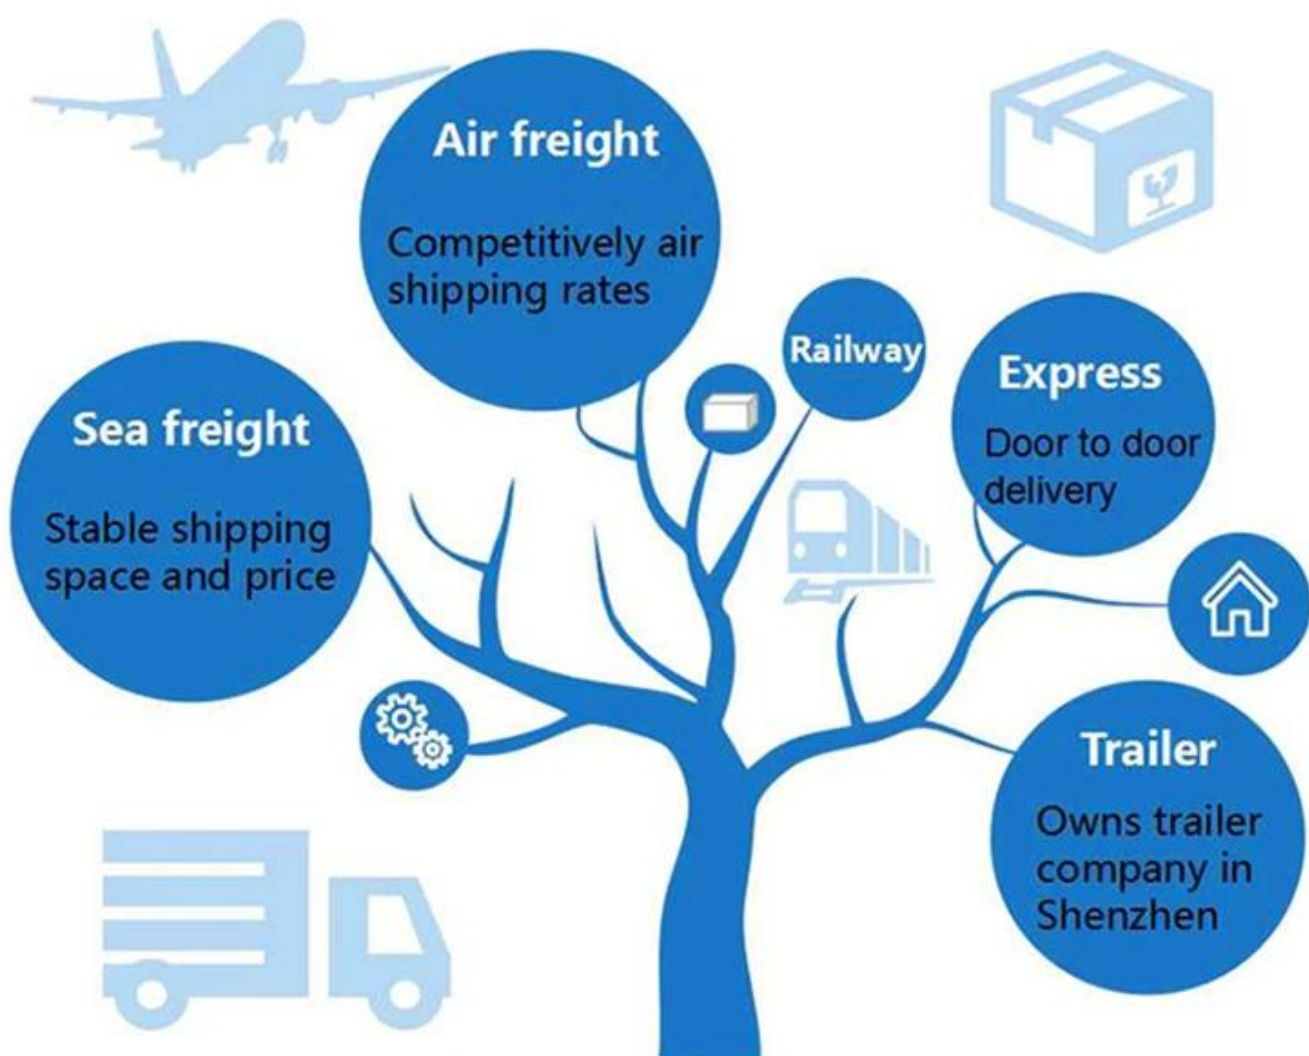 Air freight
Competitively air
shipping rates
Railway
Express
Door to door
delivery
Sea freight
Stable shipping
space and price
Trailer
Owns trailer
company in
Shenzhen